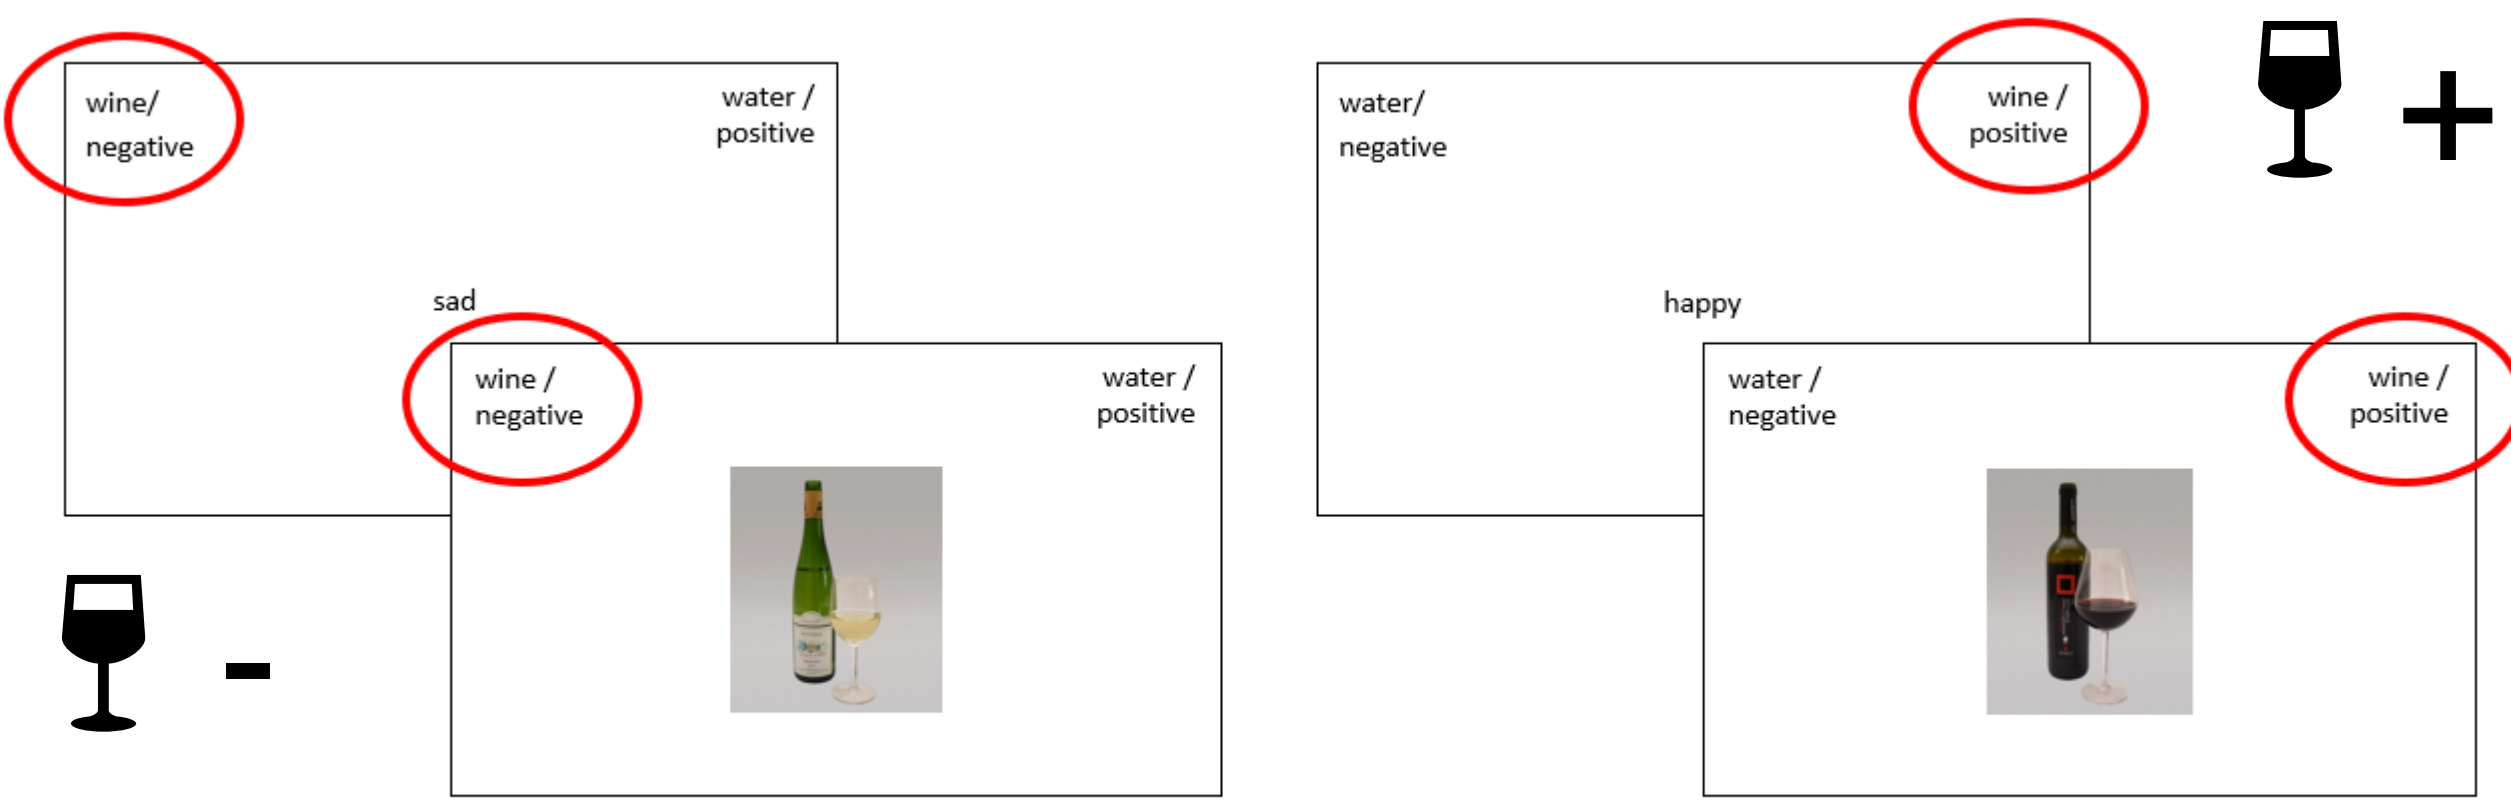 wine/
negative
water /
positive
sad
wine /
negative
water /
positive
water/
negative
wine /
positive
happy
water /
negative
wine /
positive